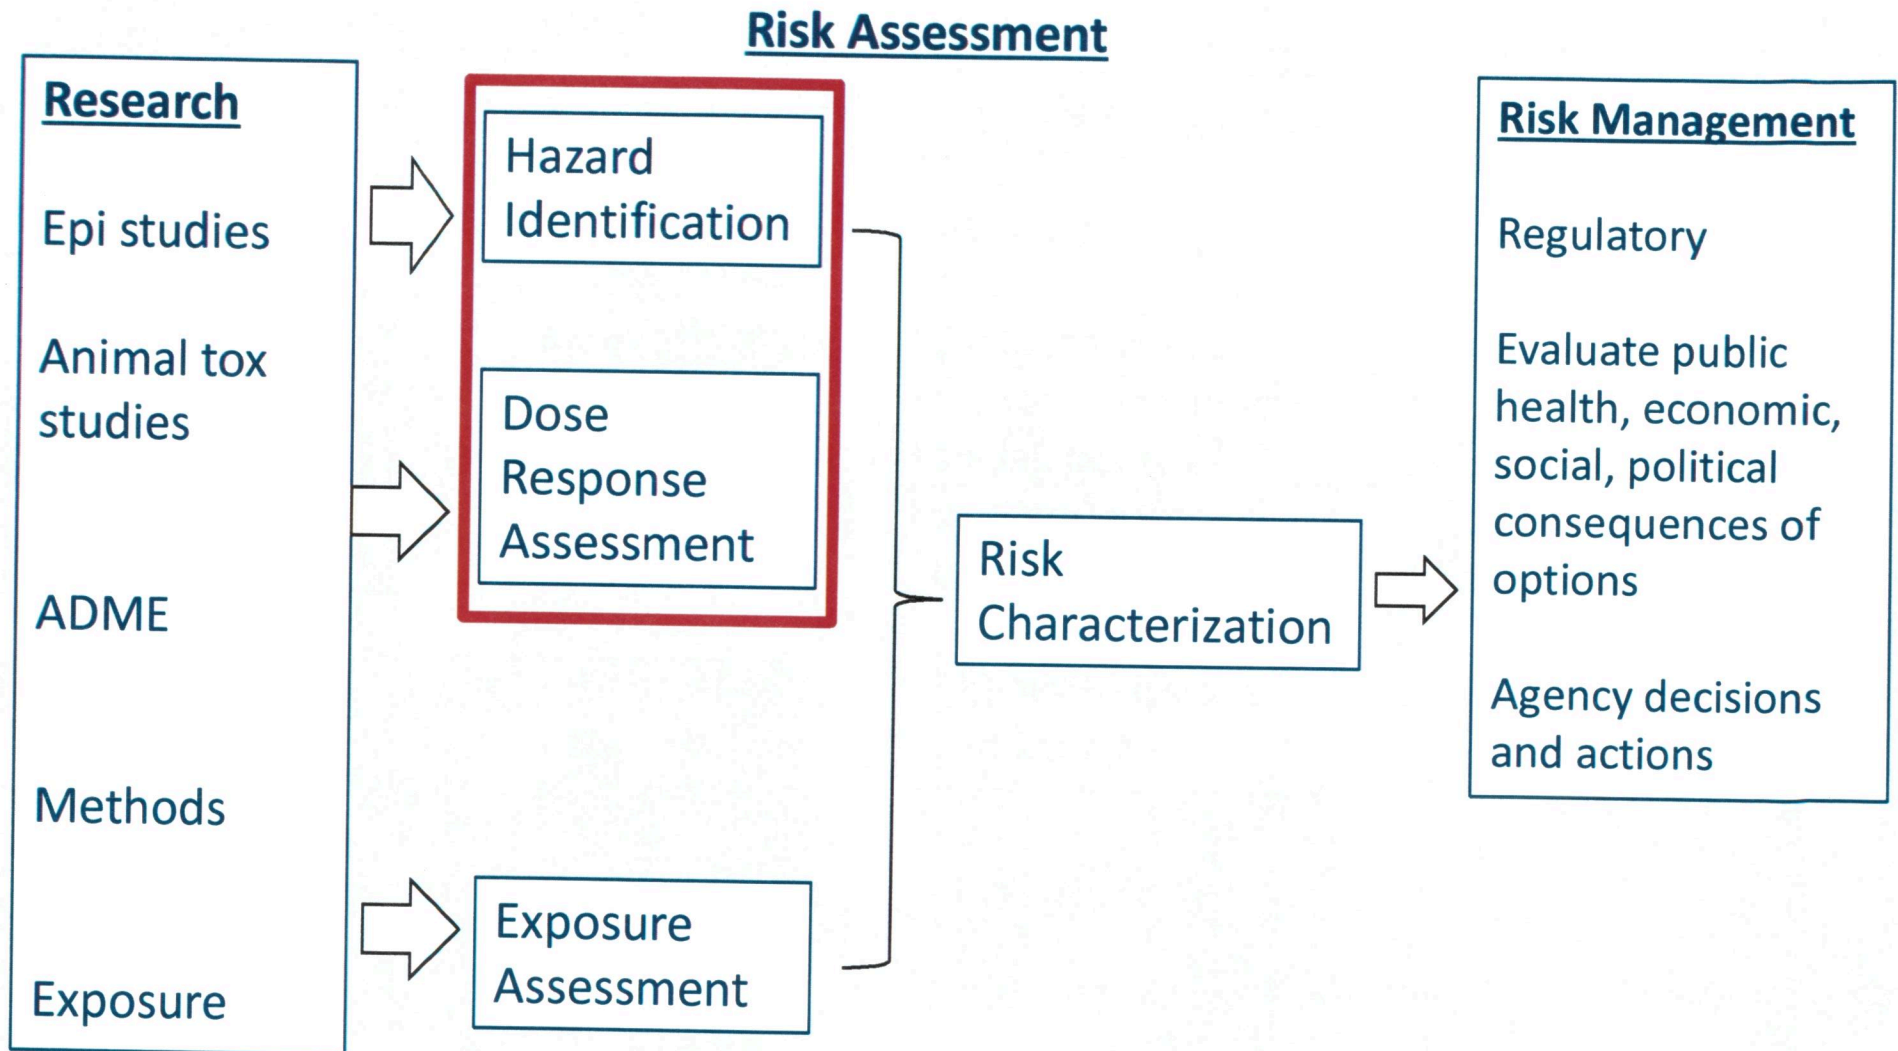 Risk Assessment
Research
Epi studies
Animal tox
studies
ADME
Methods
Exposure
Hazard
Identification
Dose
Response
Assessment
Exposure
Assessment
Risk
Characterization
Risk Management
Regulatory
Evaluate public
health, economic,
social, political
consequences of
options
Agency decisions
and actions